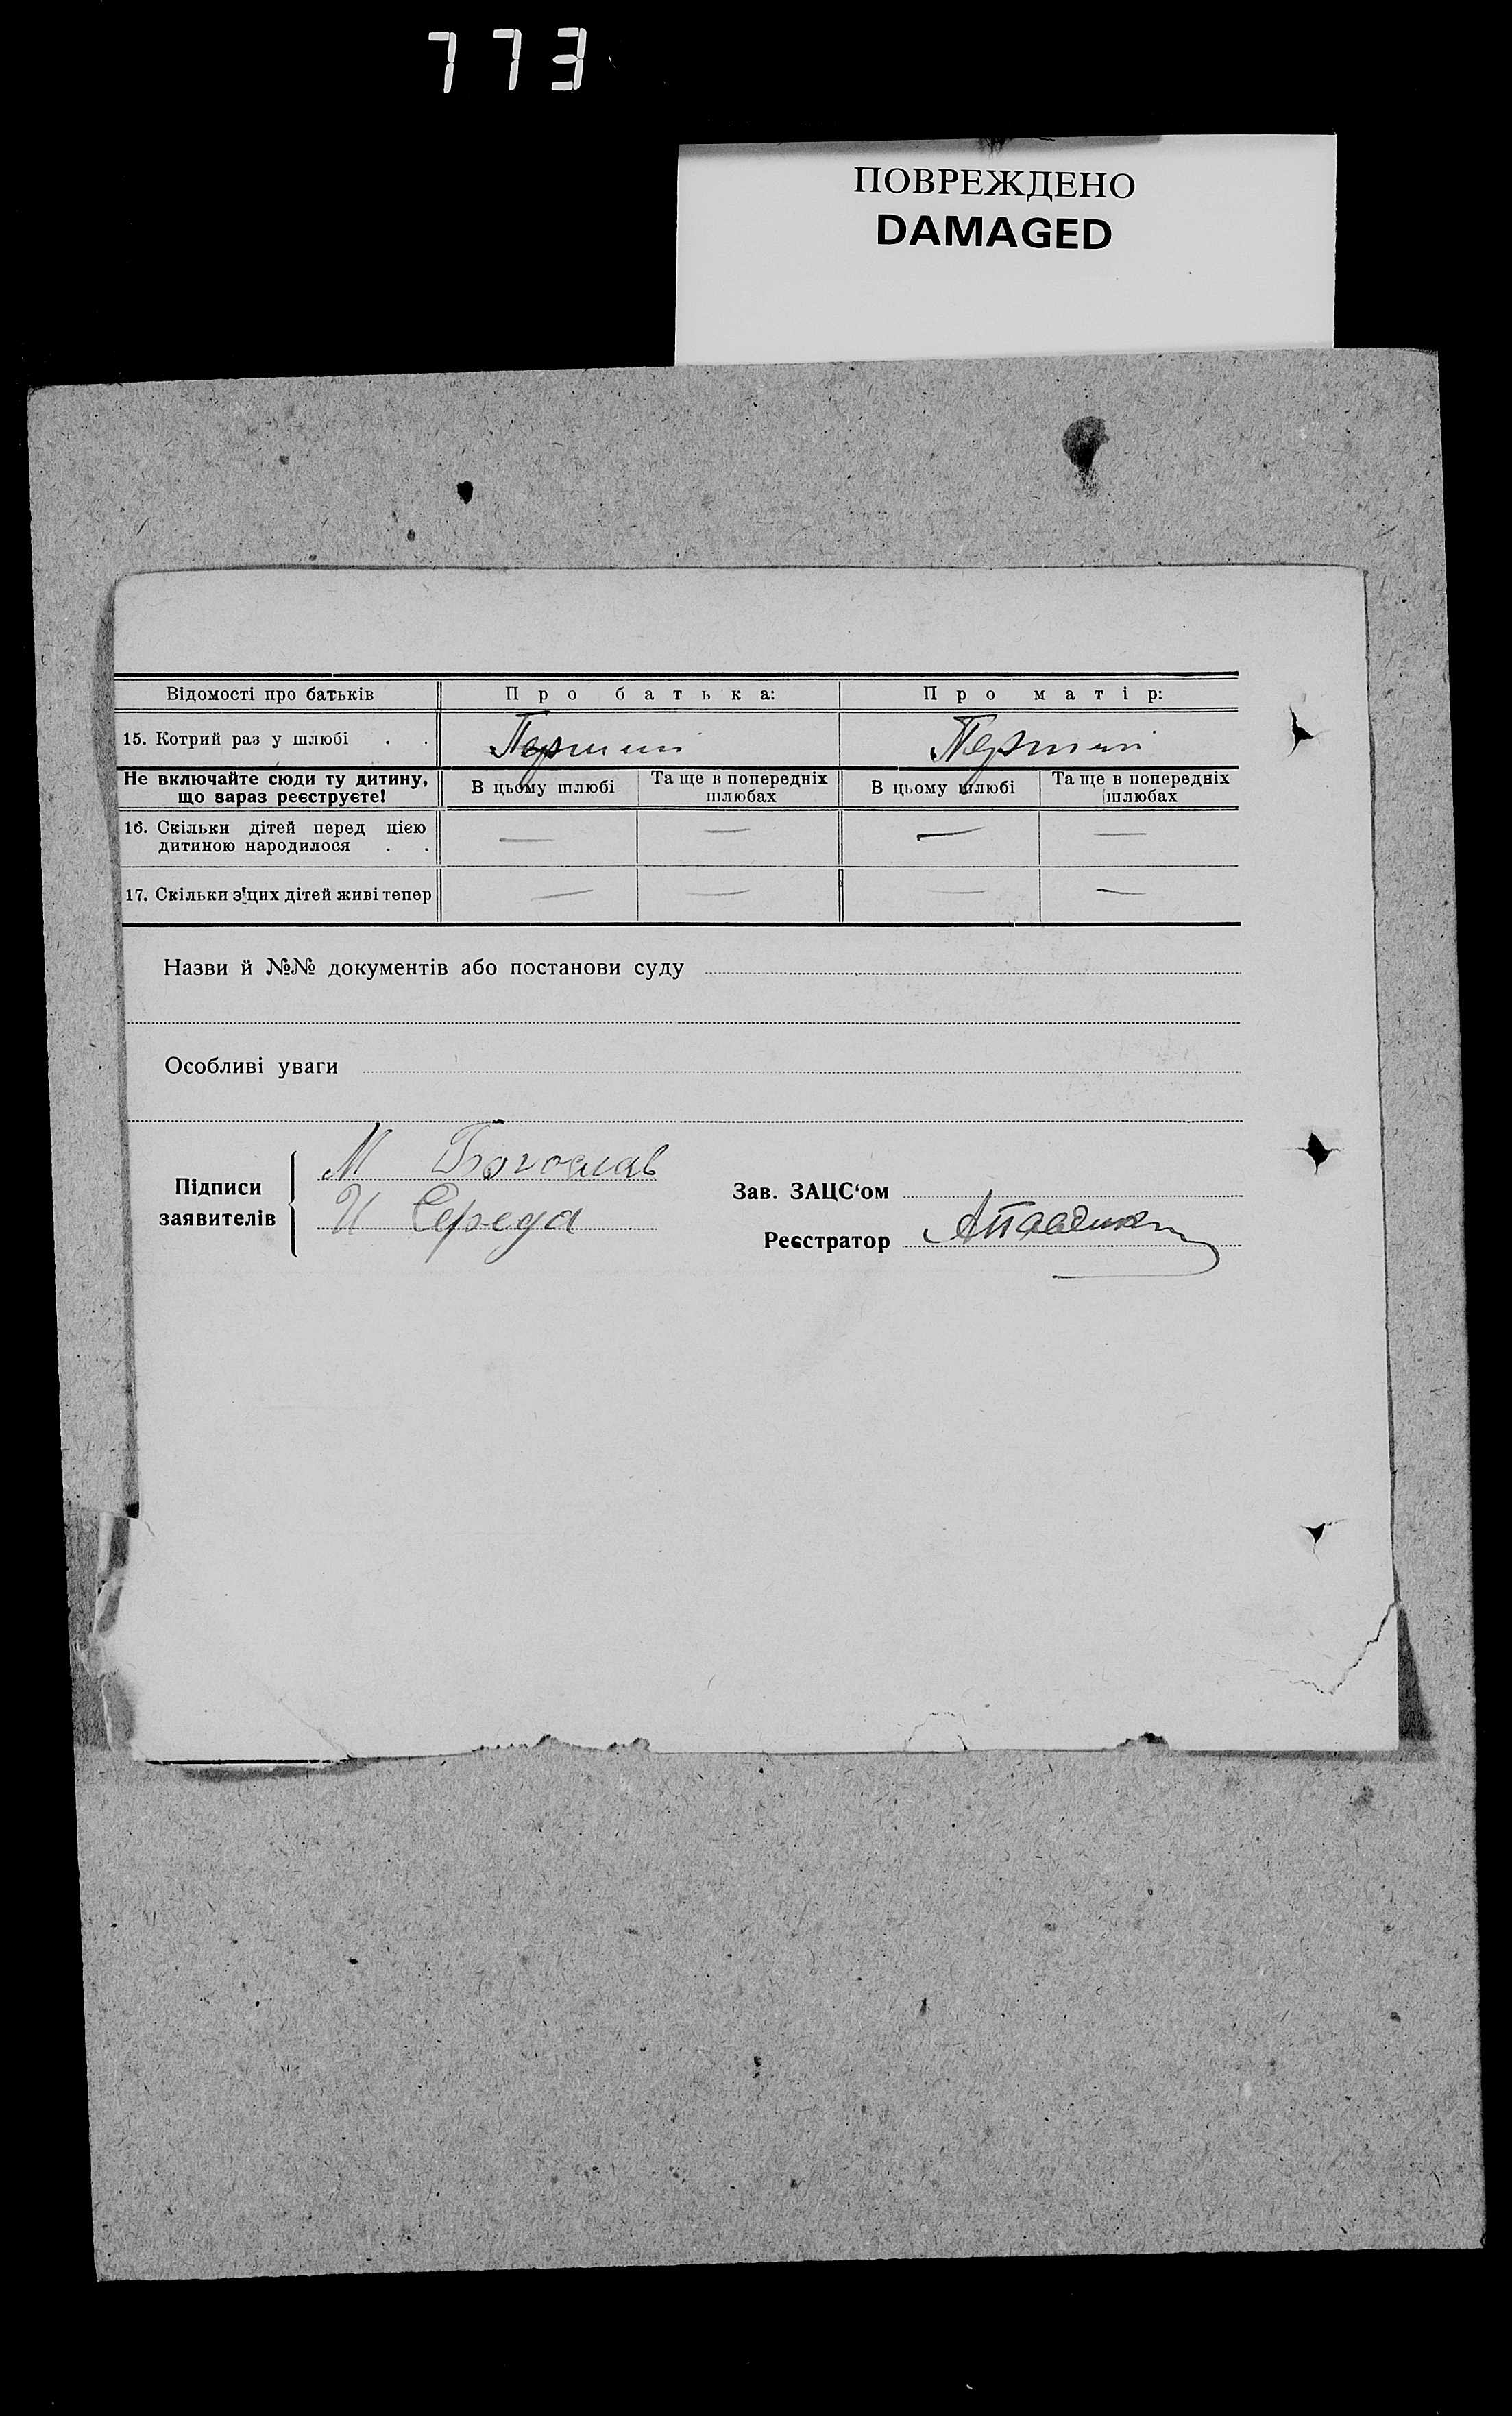 773
ПОВРЕЖДЕНО
DAMAGED
Відомості про батьків Про батька: Про матір:
15. Котрий раз у шлюбі . . Перший Перший
Не включайте сюди ту дитину, що зараз реєструєте! В цьому шлюбі Та ще в попередніх шлюбах В цьому шлюбі Та ще в попередніх шлюбах
16. Скільки дітей перед цією
дитиною народилося . . — — — —
17. Скільки з цих дітей живі тепер — — — —
Назви й №№ документів або постанови суду
Особливі уваги
Підписи
заявителів
М Богослав
И Середа
Зав. ЗАЦС‘ом
Реєстратор